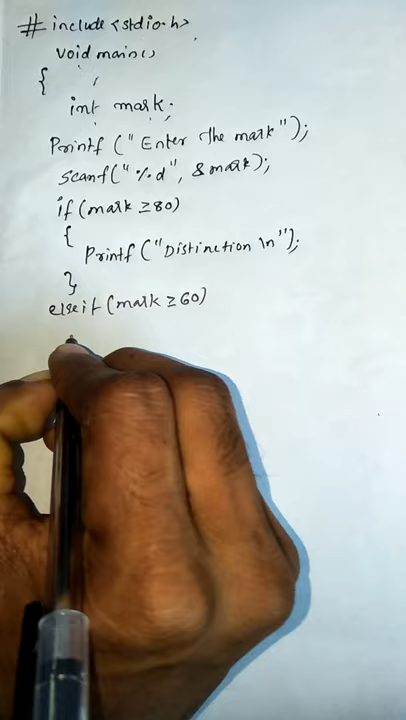 # include <stdio.h>
void main()
{
int mark;
Printf ("Enter the mark");
Scanf("%d", &mark);
if (mark ≥80)
{
Printf ("Distinction \n");
}
elseif (mark ≥ 60)